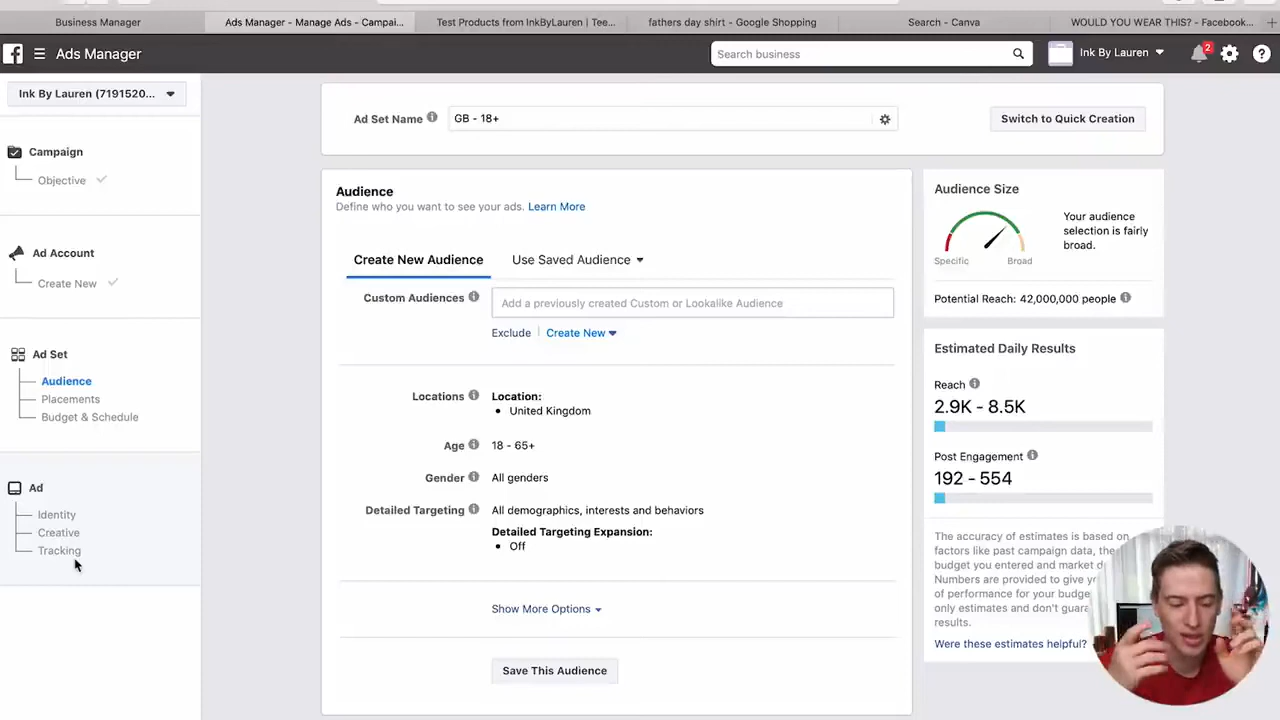 Business Manager
Ads Manager - Manage Ads - Campai...
Test Products from InkByLauren | Tee...
fathers day shirt - Google Shopping
Search - Canva
WOULD YOU WEAR THIS? - Facebook...
Ads Manager
Search business
Ink By Lauren
2
Ink By Lauren (7191520...
Ad Set Name
GB - 18+
Switch to Quick Creation
Campaign
Objective
Ad Account
Create New
Ad Set
Audience
Placements
Budget & Schedule
Ad
Identity
Creative
Tracking
Audience
Define who you want to see your ads. Learn More
Create New Audience
Use Saved Audience
Custom Audiences
Add a previously created Custom or Lookalike Audience
Exclude
Create New
Locations
Location:
United Kingdom
Age
18 - 65+
Gender
All genders
Detailed Targeting
All demographics, interests and behaviors
Detailed Targeting Expansion:
Off
Show More Options
Save This Audience
Audience Size
Specific
Broad
Your audience
selection is fairly
broad.
Potential Reach: 42,000,000 people
Estimated Daily Results
Reach
2.9K - 8.5K
Post Engagement
192 - 554
The accuracy of estimates is based on
factors like past campaign data, the
budget you entered and market
Numbers are provided to give
of performance for your budge
only estimates and don't
results.
Were these estimates helpful?